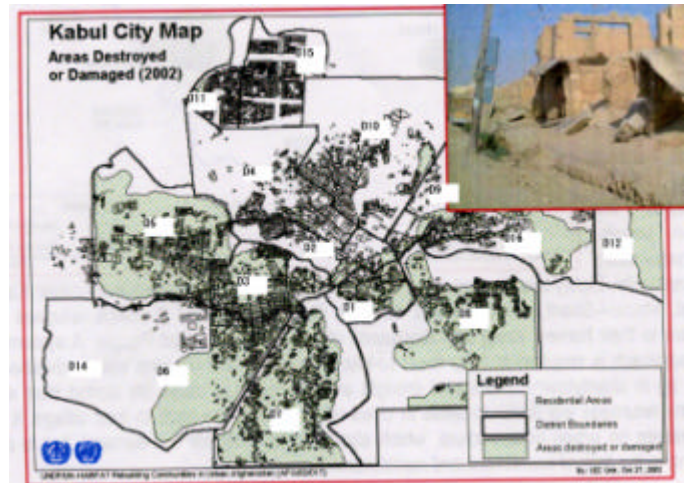 Kabul City Map
Areas Destroyed
or Damaged (2002)
D15
D11
D10
D4
D9
D5
D2
D16
D12
D3
D1
D8
D14
D6
D7
Legend
Residential Areas
District Boundaries
Areas destroyed or damaged